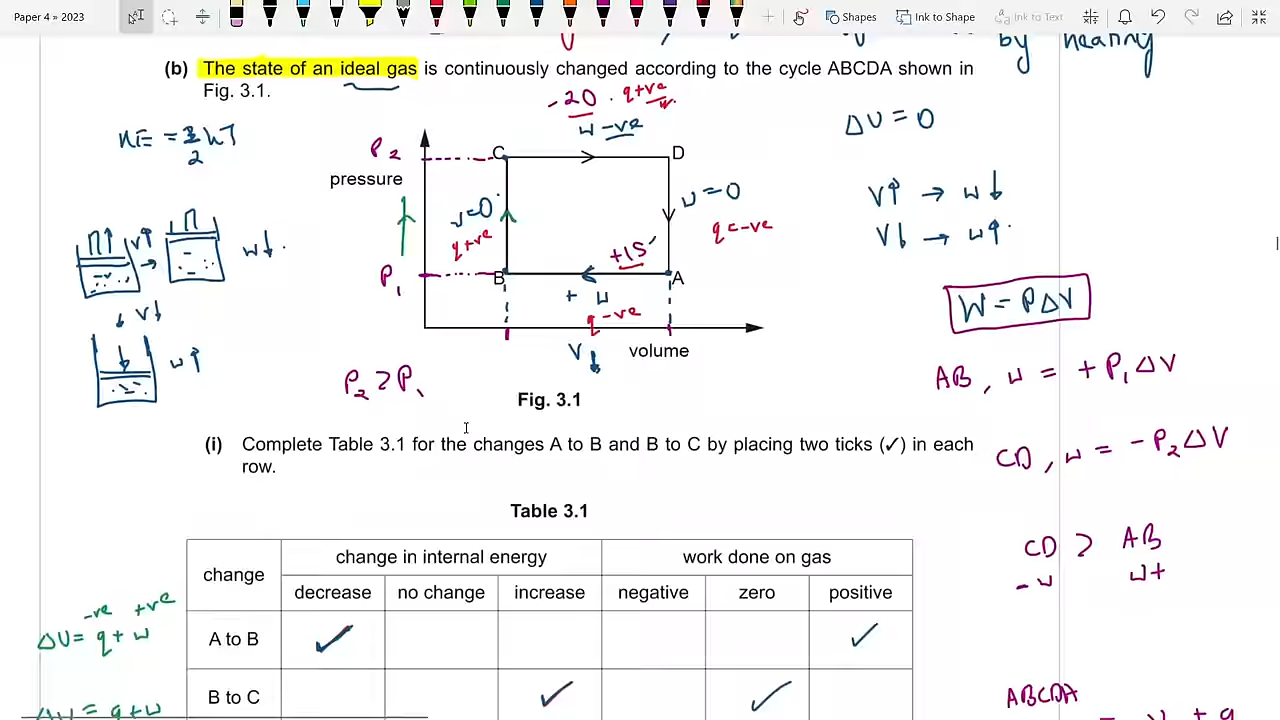 Paper 4 » 2023
Shapes
Ink to Shape
Ink to Text
by heating
(b) The state of an ideal gas is continuously changed according to the cycle ABCDA shown in
Fig. 3.1.
-20 . q+ve
w -ve
ΔU = 0
P2
C
D
pressure
w=0
q+ve
w=0
q=-ve
V↑ → w↓
V↓ → w↑
V↑
w↓
+15
P1
B
A
+ w
q-ve
W = PΔV
V↓
w↑
V↓
volume
P2 > P1
AB, w = + P1ΔV
Fig. 3.1
(i) Complete Table 3.1 for the changes A to B and B to C by placing two ticks (✓) in each
row.
CD, w = - P2ΔV
Table 3.1
CD > AB
-w w+
change
change in internal energy
work done on gas
decrease no change increase negative zero positive
-ve +ve
ΔU = q + w
A to B ✓ ✓
B to C ✓ ✓
ABCDA
ΔU = q+w